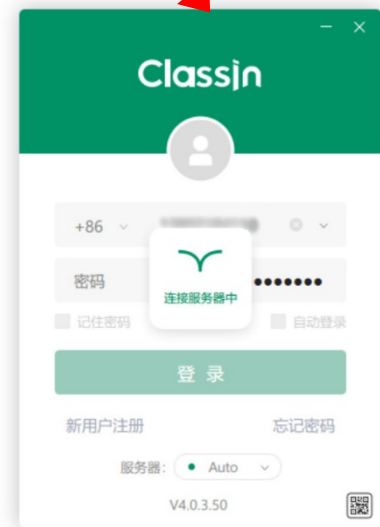 ClassIn
+86
连接服务器中
密码 ●●●●●●●
记住密码 自动登录
登 录
新用户注册 忘记密码
服务器: ● Auto
V4.0.3.50